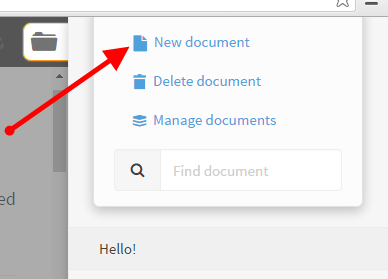 New document
Delete document
Manage documents
Find document
ed
Hello!